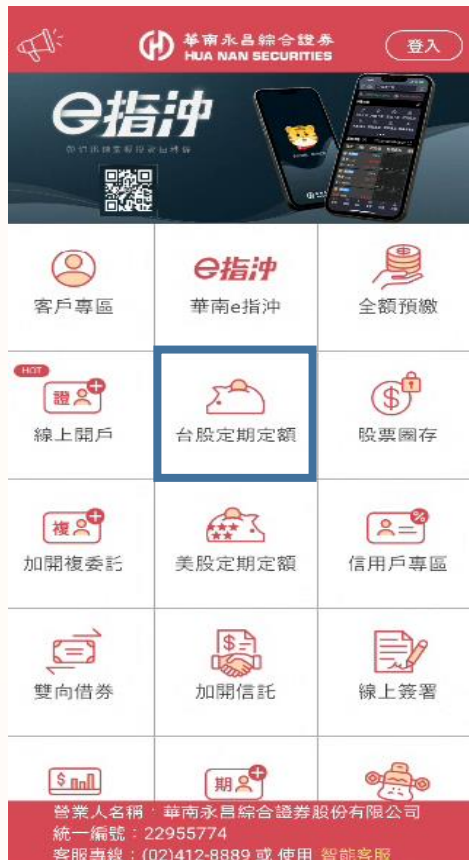 華南永昌綜合證券
HUA NAN SECURITIES
登入
e指沖
客戶專區
e指沖
華南e指沖
全額預繳
HOT
證
線上開戶
台股定期定額
$
股票圈存
複
加開複委託
美股定期定額
%
信用戶專區
雙向借券
$
加開信託
線上簽署
$
期
營業人名稱：華南永昌綜合證券股份有限公司
統一編號：22955774
客服專線：(02)412-8889 或 使用 智能客服